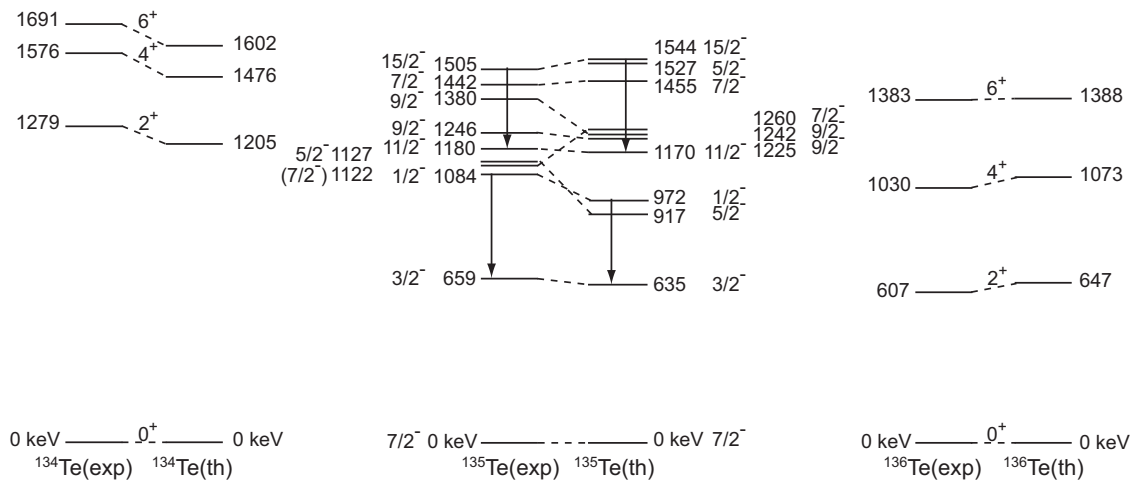 1691 6⁺ 1602
1576 4⁺ 1476
1279 2⁺ 1205
0 keV 0⁺ 0 keV
¹³⁴Te(exp) ¹³⁴Te(th)
15/2⁻ 1505
7/2⁻ 1442
9/2⁻ 1380
9/2⁻ 1246
11/2⁻ 1180
5/2⁻ 1127
(7/2⁻) 1122
1/2⁻ 1084
3/2⁻ 659
7/2⁻ 0 keV
1544 15/2⁻
1527 5/2⁻
1455 7/2⁻
1260 7/2⁻
1242 9/2⁻
1225 9/2⁻
1170 11/2⁻
972 1/2⁻
917 5/2⁻
635 3/2⁻
0 keV 7/2⁻
¹³⁵Te(exp) ¹³⁵Te(th)
1383 6⁺ 1388
1030 4⁺ 1073
607 2⁺ 647
0 keV 0⁺ 0 keV
¹³⁶Te(exp) ¹³⁶Te(th)